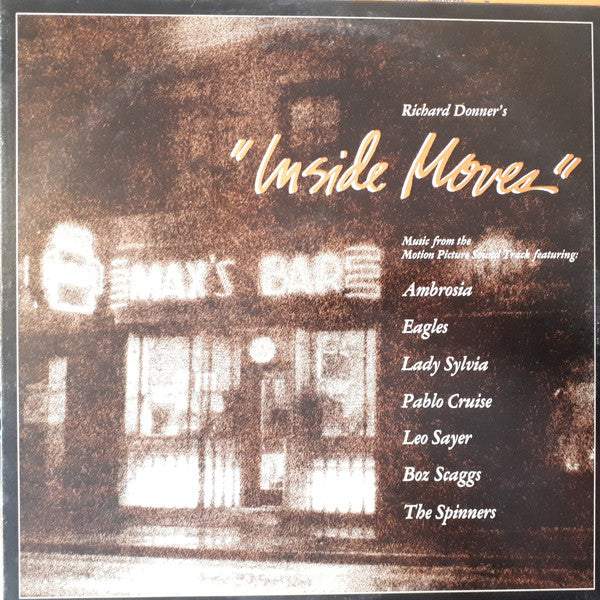 Richard Donner's
"Inside Moves"
Music from the
Motion Picture Sound Track featuring:
MAX'S BAR
Ambrosia
Eagles
Lady Sylvia
Pablo Cruise
Leo Sayer
Boz Scaggs
The Spinners